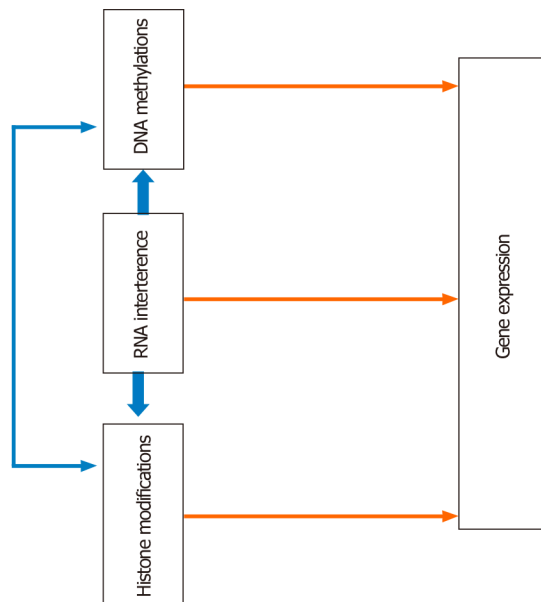 Histone modifications
RNA interterence
DNA methylations
Gene expression